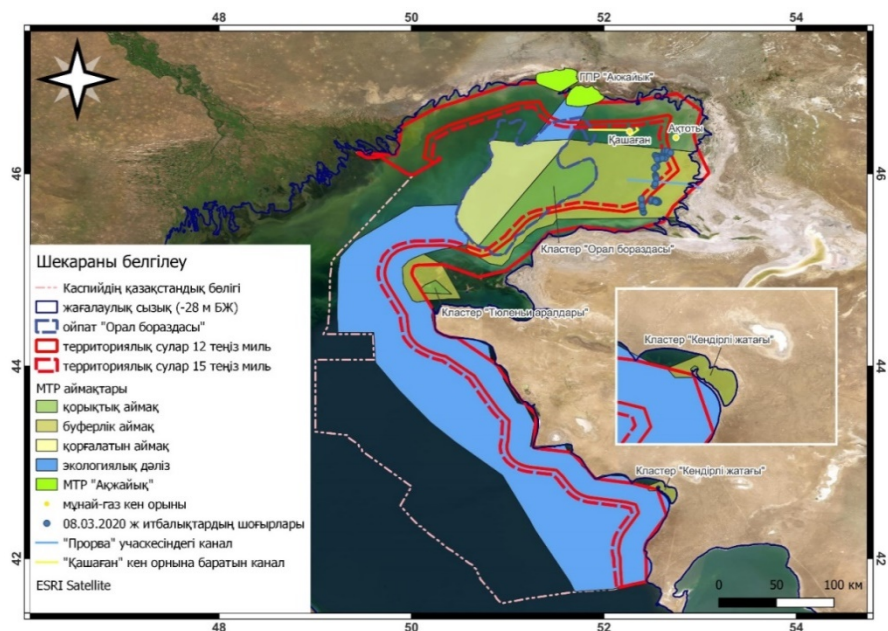 48
50
52
54
ГПР "Ақжайық"
Ақтоты
Қашаған
46
46
Кластер "Орал бораздасы"
Шекараны белгілеу
Каспийдің қазақстандық бөлігі
жағалаулық сызық (-28 м БЖ)
ойпат "Орал бораздасы"
территориялық сулар 12 теңіз миль
территориялық сулар 15 теңіз миль
МТР аймақтары
қорықтық аймақ
буферлік аймақ
қорғалатын аймақ
экологиялық дәліз
МТР "Ақжайық"
мұнай-газ кен орыны
08.03.2020 ж итбалықтардың шоғырлары
"Прорва" учаскесіндегі канал
"Қашаған" кен орнына баратын канал
ESRI Satellite
Кластер "Тюленьи аралдары"
Кластер "Кендірлі жатағы"
44
44
Кластер "Кендірлі жатағы"
42
42
0 50 100 км
48
50
52
54